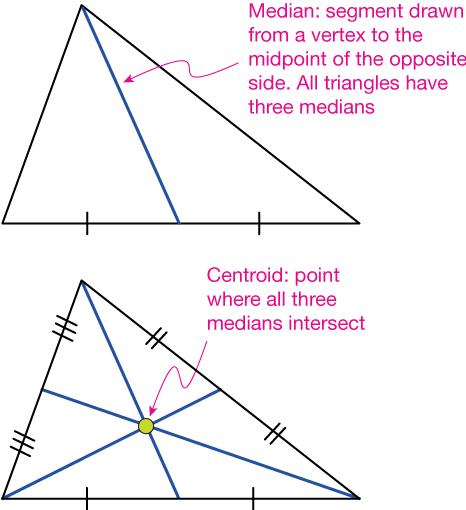 Median: segment drawn
from a vertex to the
midpoint of the opposite
side. All triangles have
three medians
Centroid: point
where all three
medians intersect